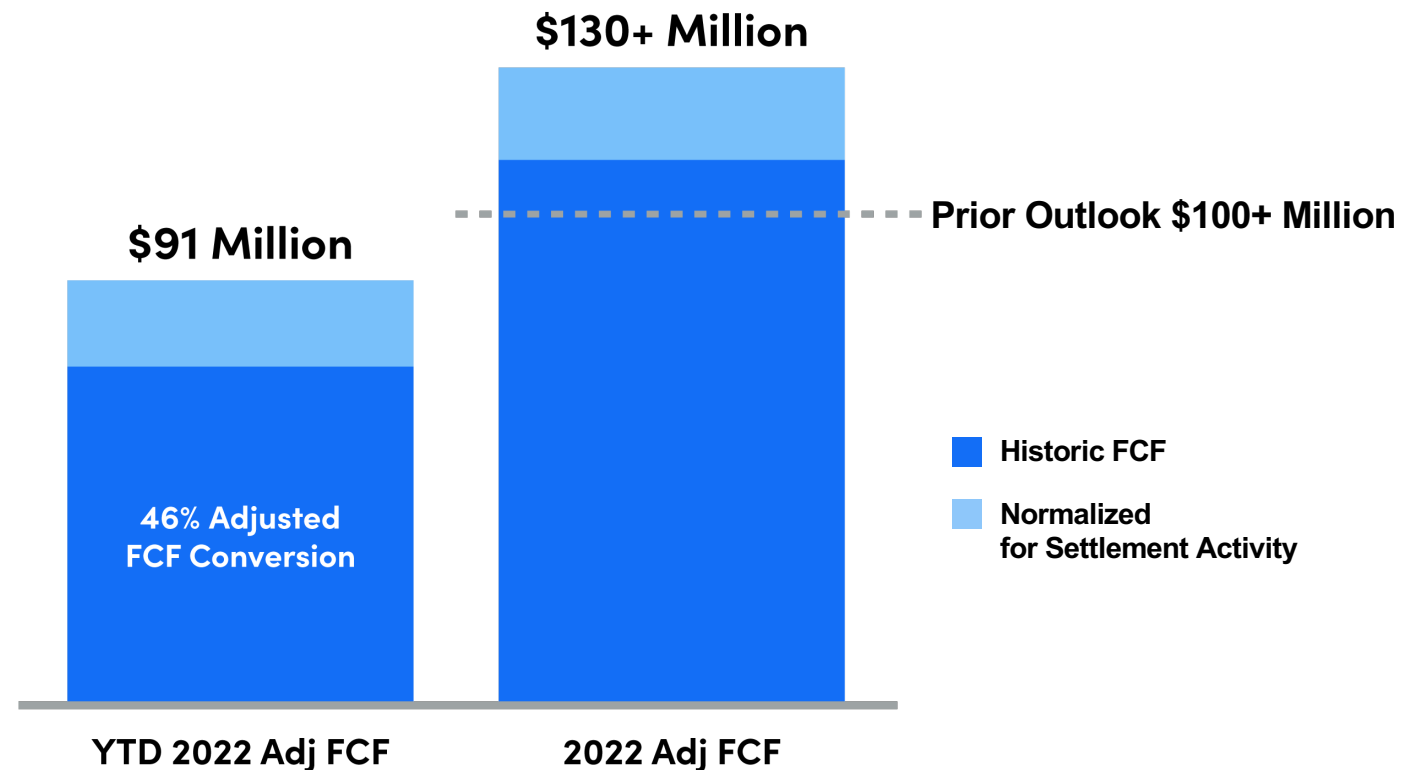 $130+ Million
Prior Outlook $100+ Million
$91 Million
Historic FCF
Normalized
for Settlement Activity
46% Adjusted
FCF Conversion
YTD 2022 Adj FCF
2022 Adj FCF